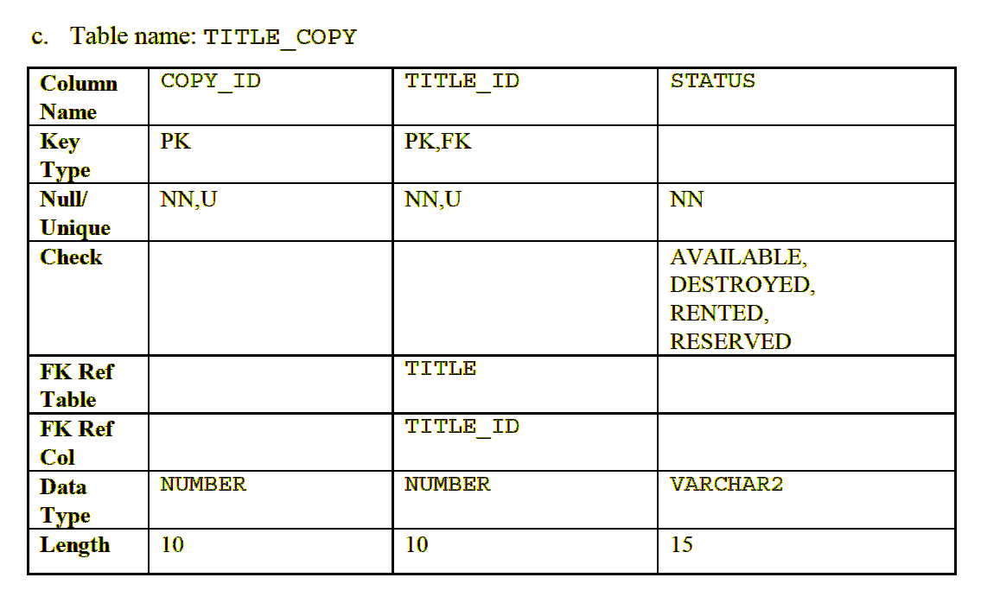 c. Table name: TITLE_COPY
Column COPY_ID TITLE_ID STATUS
Name
Key PK PK,FK
Type
Null/ NN,U NN,U NN
Unique
Check AVAILABLE,
DESTROYED,
RENTED,
RESERVED
FK Ref TITLE
Table
FK Ref TITLE_ID
Col
Data NUMBER NUMBER VARCHAR2
Type
Length 10 10 15